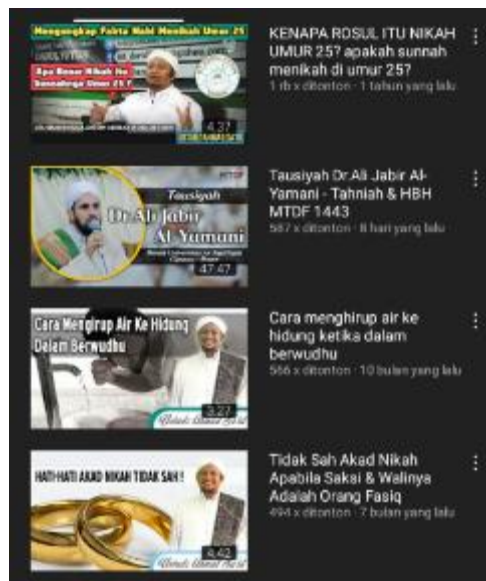 Mengungkap Fakta Nabi Menikah Umur 25
Apa Benar Nikah Itu
Sunnahnya Umur 25 ?
4.37
KENAPA ROSUL ITU NIKAH
UMUR 25? apakah sunnah
menikah di umur 25?
1 rb x ditonton · 1 tahun yang lalu
MTDF
Tausiyah
Dr.Ali Jabir
Al-Yamani
47.47
Tausiyah Dr.Ali Jabir Al-
Yamani - Tahniah & HBH
MTDF 1443
587 x ditonton · 8 hari yang lalu
Cara Mengirup Air Ke Hidung
Dalam Berwudhu
3.27
Cara menghirup air ke
hidung ketika dalam
berwudhu
566 x ditonton · 10 bulan yang lalu
HATI-HATI AKAD NIKAH TIDAK SAH !
4.42
Tidak Sah Akad Nikah
Apabila Saksi & Walinya
Adalah Orang Fasiq
494 x ditonton · 7 bulan yang lalu